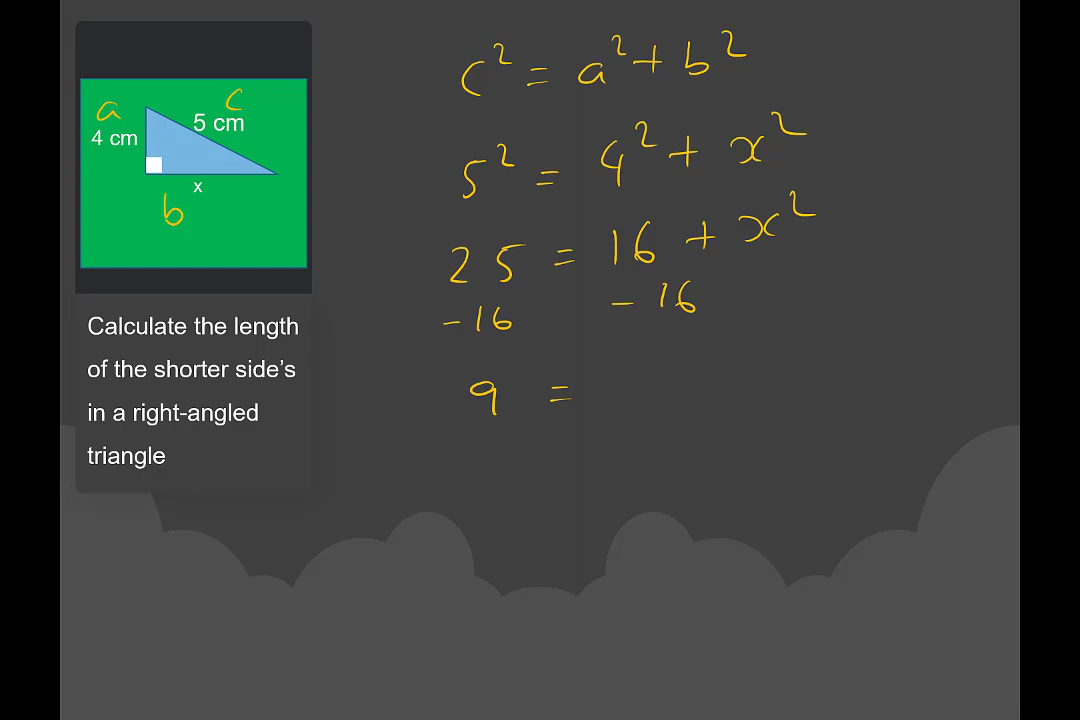 a
c
4 cm
5 cm
x
b
Calculate the length
of the shorter side’s
in a right-angled
triangle
c² = a² + b²
5² = 4² + x²
25 = 16 + x²
-16 -16
9 =